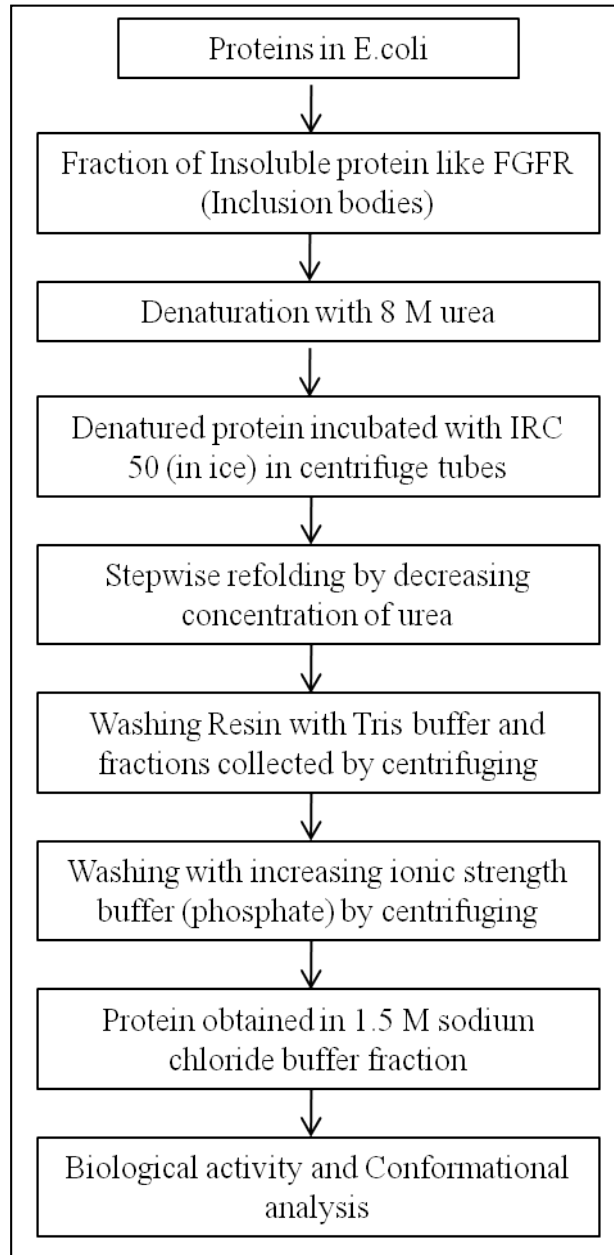 Proteins in E.coli
Fraction of Insoluble protein like FGFR
(Inclusion bodies)
Denaturation with 8 M urea
Denatured protein incubated with IRC
50 (in ice) in centrifuge tubes
Stepwise refolding by decreasing
concentration of urea
Washing Resin with Tris buffer and
fractions collected by centrifuging
Washing with increasing ionic strength
buffer (phosphate) by centrifuging
Protein obtained in 1.5 M sodium
chloride buffer fraction
Biological activity and Conformational
analysis